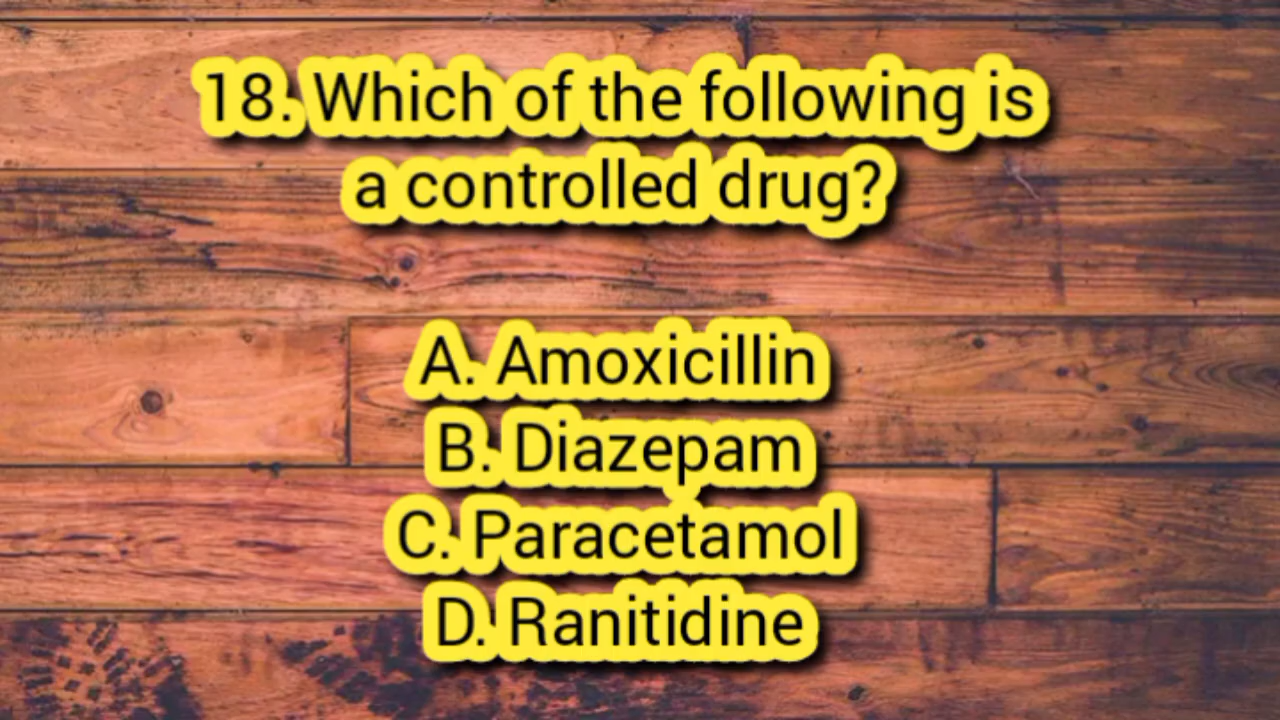 18. Which of the following is
a controlled drug?
A. Amoxicillin
B. Diazepam
C. Paracetamol
D. Ranitidine